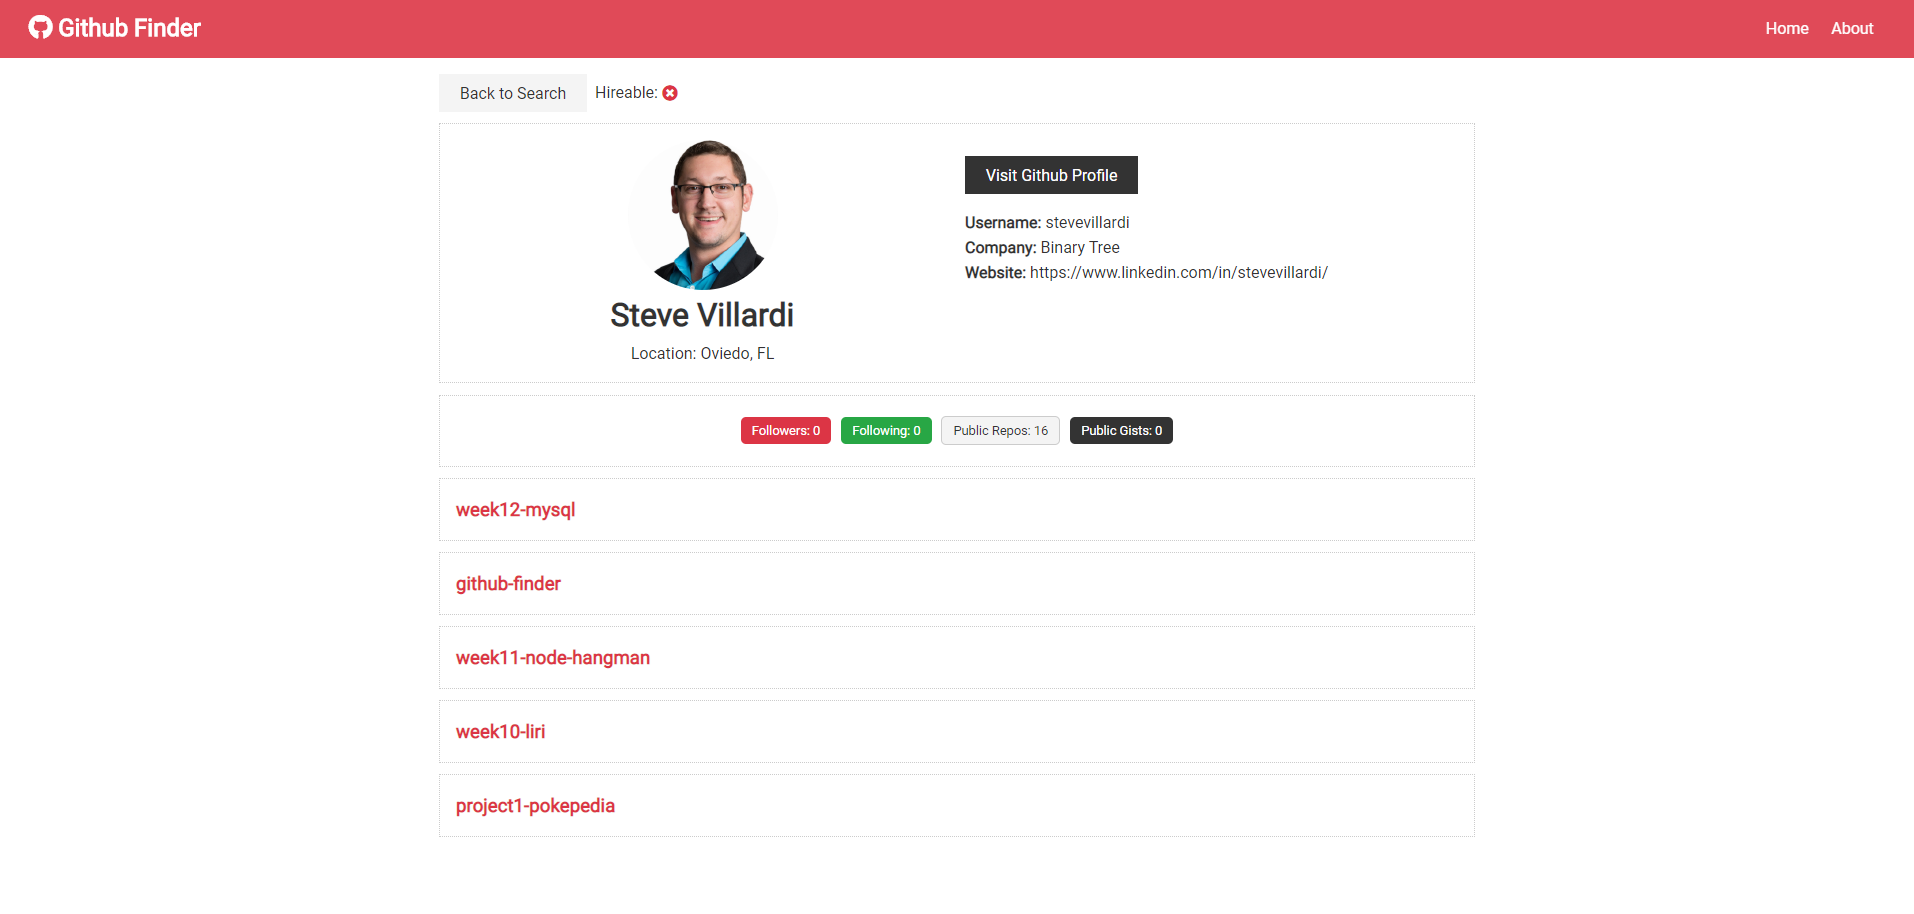 Github Finder
Home About
Back to Search Hireable:
Visit Github Profile
Username: stevevillardi
Company: Binary Tree
Website: https://www.linkedin.com/in/stevevillardi/
Steve Villardi
Location: Oviedo, FL
Followers: 0 Following: 0 Public Repos: 16 Public Gists: 0
week12-mysql
github-finder
week11-node-hangman
week10-liri
project1-pokepedia